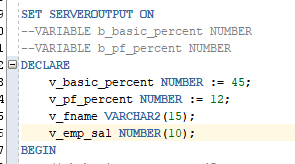 SET SERVEROUTPUT ON
--VARIABLE b_basic_percent NUMBER
--VARIABLE b_pf_percent NUMBER
DECLARE
v_basic_percent NUMBER := 45;
v_pf_percent NUMBER := 12;
v_fname VARCHAR2(15);
v_emp_sal NUMBER(10);
BEGIN